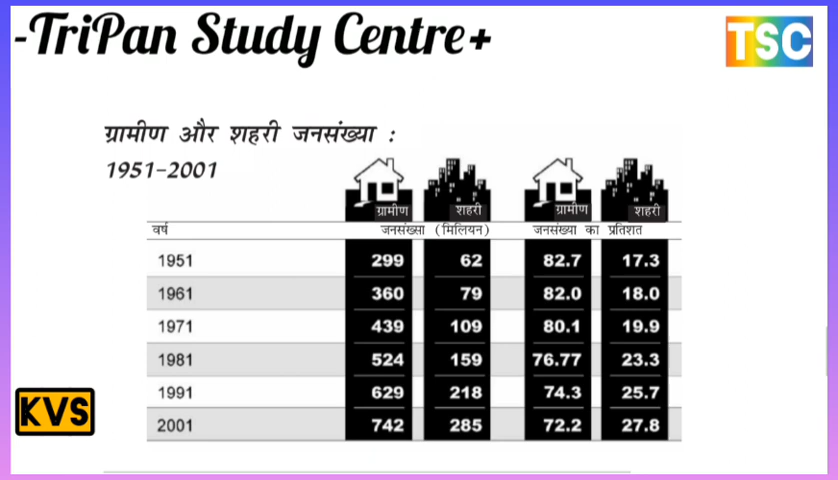 -TriPan Study Centre+
TSC
ग्रामीण और शहरी जनसंख्या :
1951-2001
ग्रामीण शहरी ग्रामीण शहरी
वर्ष जनसंख्सा (मिलियन) जनसंख्या का प्रतिशत
1951 299 62 82.7 17.3
1961 360 79 82.0 18.0
1971 439 109 80.1 19.9
1981 524 159 76.77 23.3
1991 629 218 74.3 25.7
2001 742 285 72.2 27.8
KVS